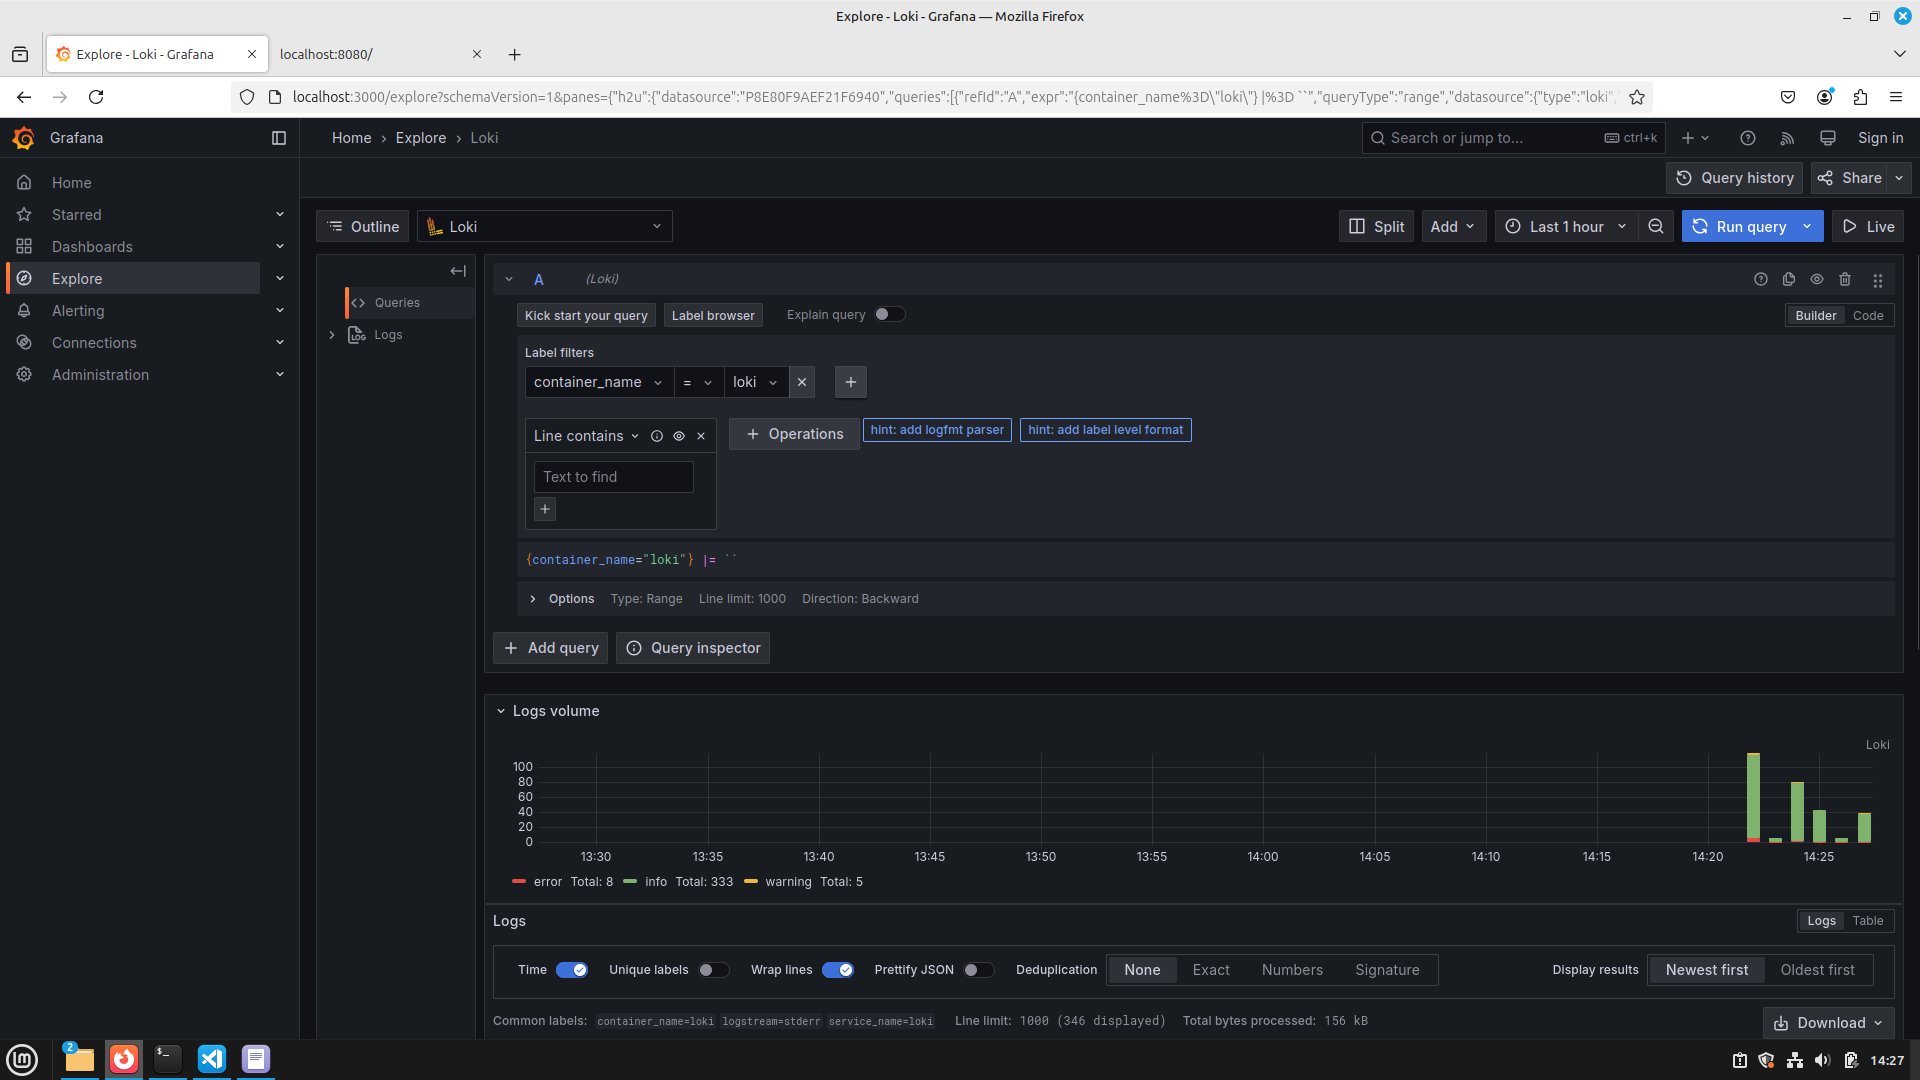 Explore - Loki - Grafana — Mozilla Firefox
Explore - Loki - Grafana
localhost:8080/
localhost:3000/explore?schemaVersion=1&panes={"h2u":{"datasource":"P8E80F9AEF21F6940","queries":[{"refId":"A","expr":"{container_name%3D\"loki\"} |%3D ``","queryType":"range","datasource":{"type":"loki",
Grafana
Home › Explore › Loki
Search or jump to...
ctrl+k
Sign in
Home
Query history
Share
Starred
Outline
Loki
Split
Add
Last 1 hour
Run query
Live
Dashboards
Explore
A
(Loki)
Queries
Alerting
Kick start your query
Label browser
Explain query
Builder
Code
Logs
Connections
Label filters
Administration
container_name
=
loki
Line contains
Operations
hint: add logfmt parser
hint: add label level format
Text to find
{container_name="loki"} |= ``
Options
Type: Range
Line limit: 1000
Direction: Backward
Add query
Query inspector
Logs volume
Loki
100
80
60
40
20
0
13:30 13:35 13:40 13:45 13:50 13:55 14:00 14:05 14:10 14:15 14:20 14:25
error Total: 8 info Total: 333 warning Total: 5
Logs
Logs
Table
Time
Unique labels
Wrap lines
Prettify JSON
Deduplication
None
Exact
Numbers
Signature
Display results
Newest first
Oldest first
Common labels: container_name=loki logstream=stderr service_name=loki Line limit: 1000 (346 displayed) Total bytes processed: 156 kB
Download
2
14:27